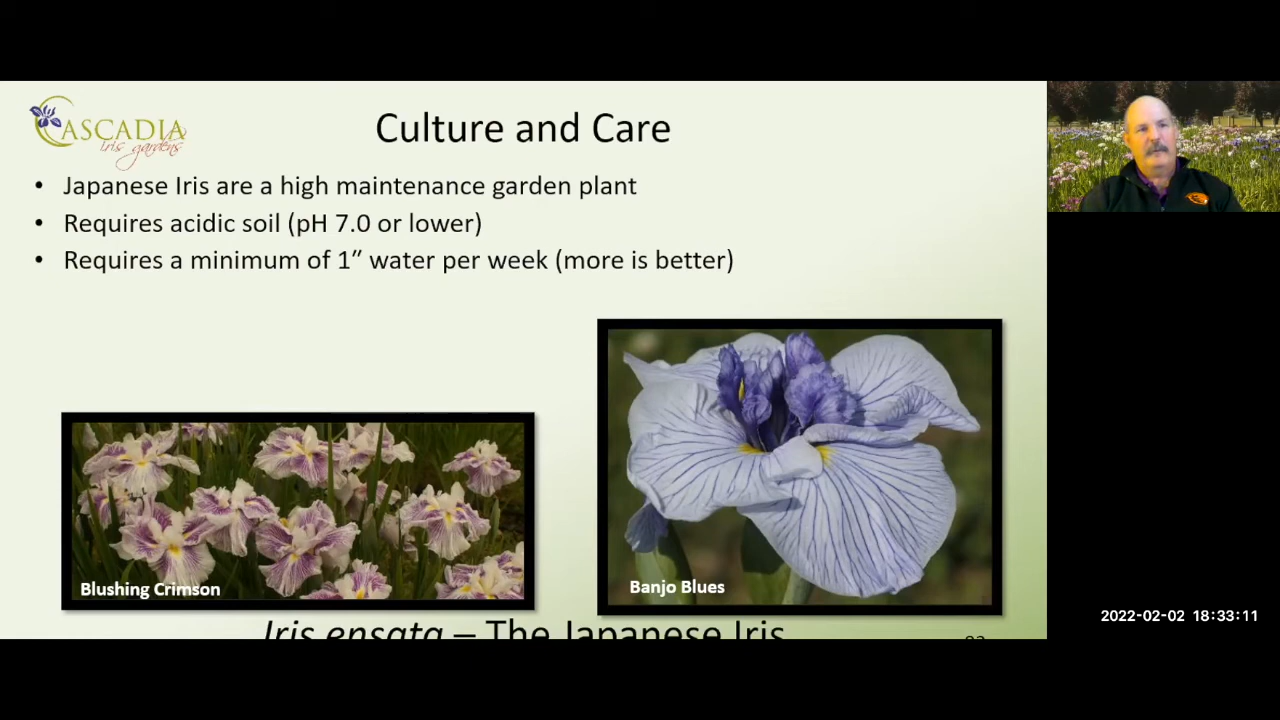 CASCADIA
iris gardens
Culture and Care
• Japanese Iris are a high maintenance garden plant
• Requires acidic soil (pH 7.0 or lower)
• Requires a minimum of 1″ water per week (more is better)
Blushing Crimson
Banjo Blues
Iris ensata – The Japanese Iris
2022-02-02 18:33:11